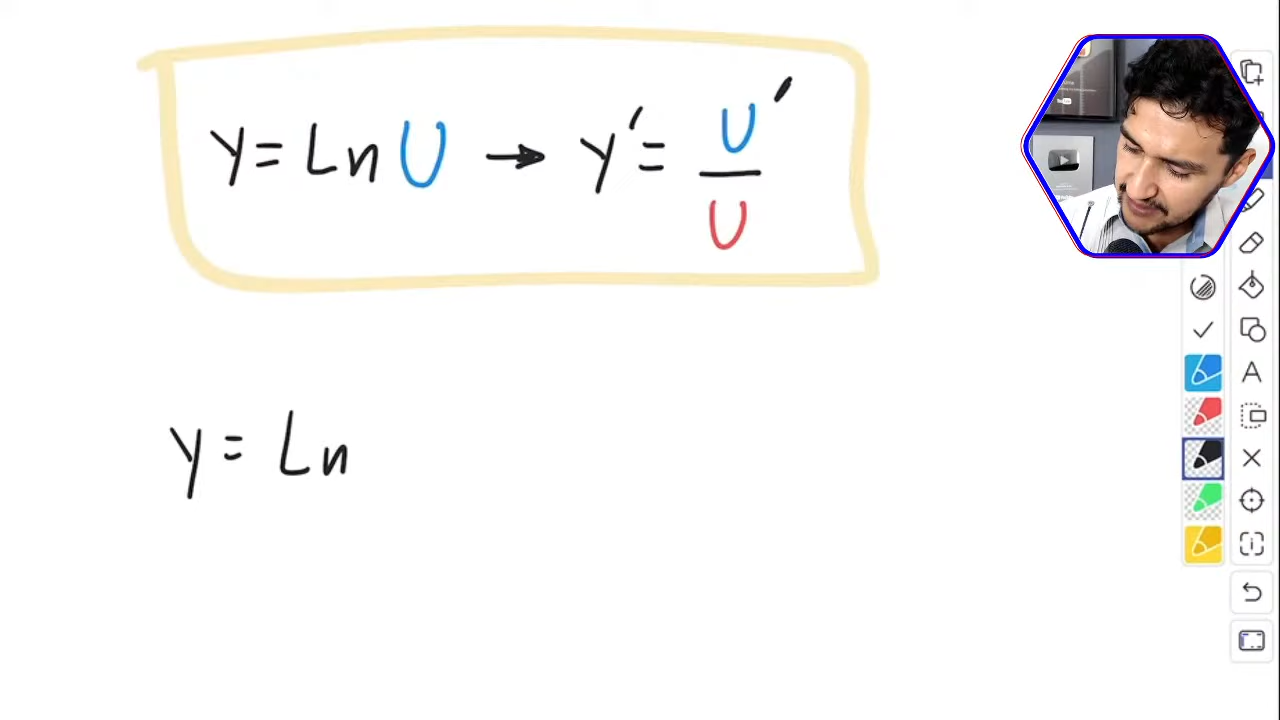 y = Ln U → y' = U' / U
y = Ln